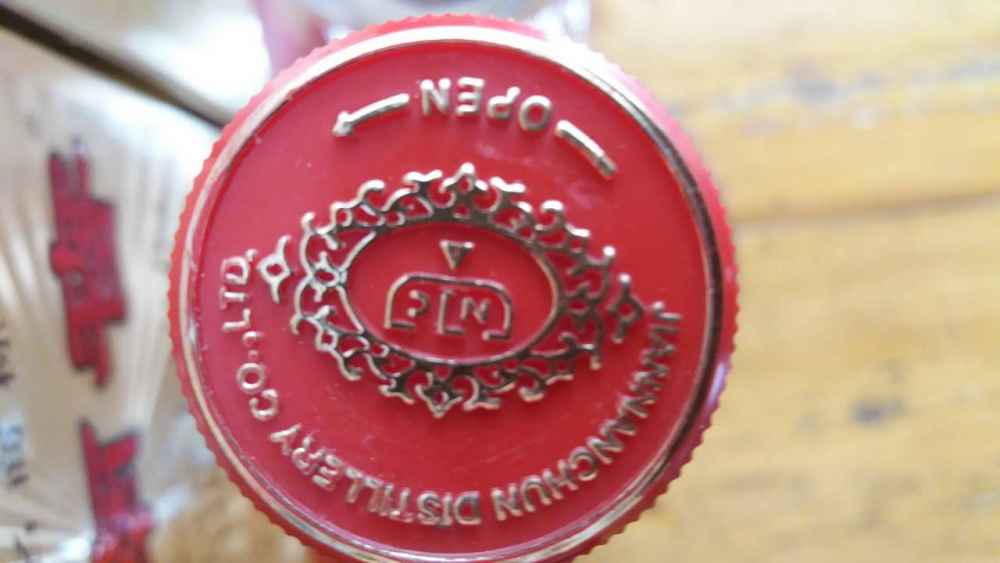 OPEN
JIANNANCHUN DISTILLERY CO.,LTD